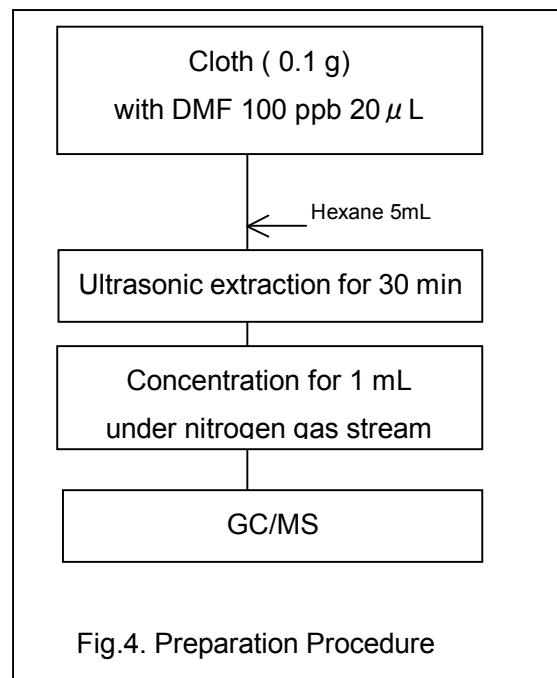 Cloth ( 0.1 g)
with DMF 100 ppb 20 μ L
Hexane 5mL
Ultrasonic extraction for 30 min
Concentration for 1 mL
under nitrogen gas stream
GC/MS
Fig.4. Preparation Procedure